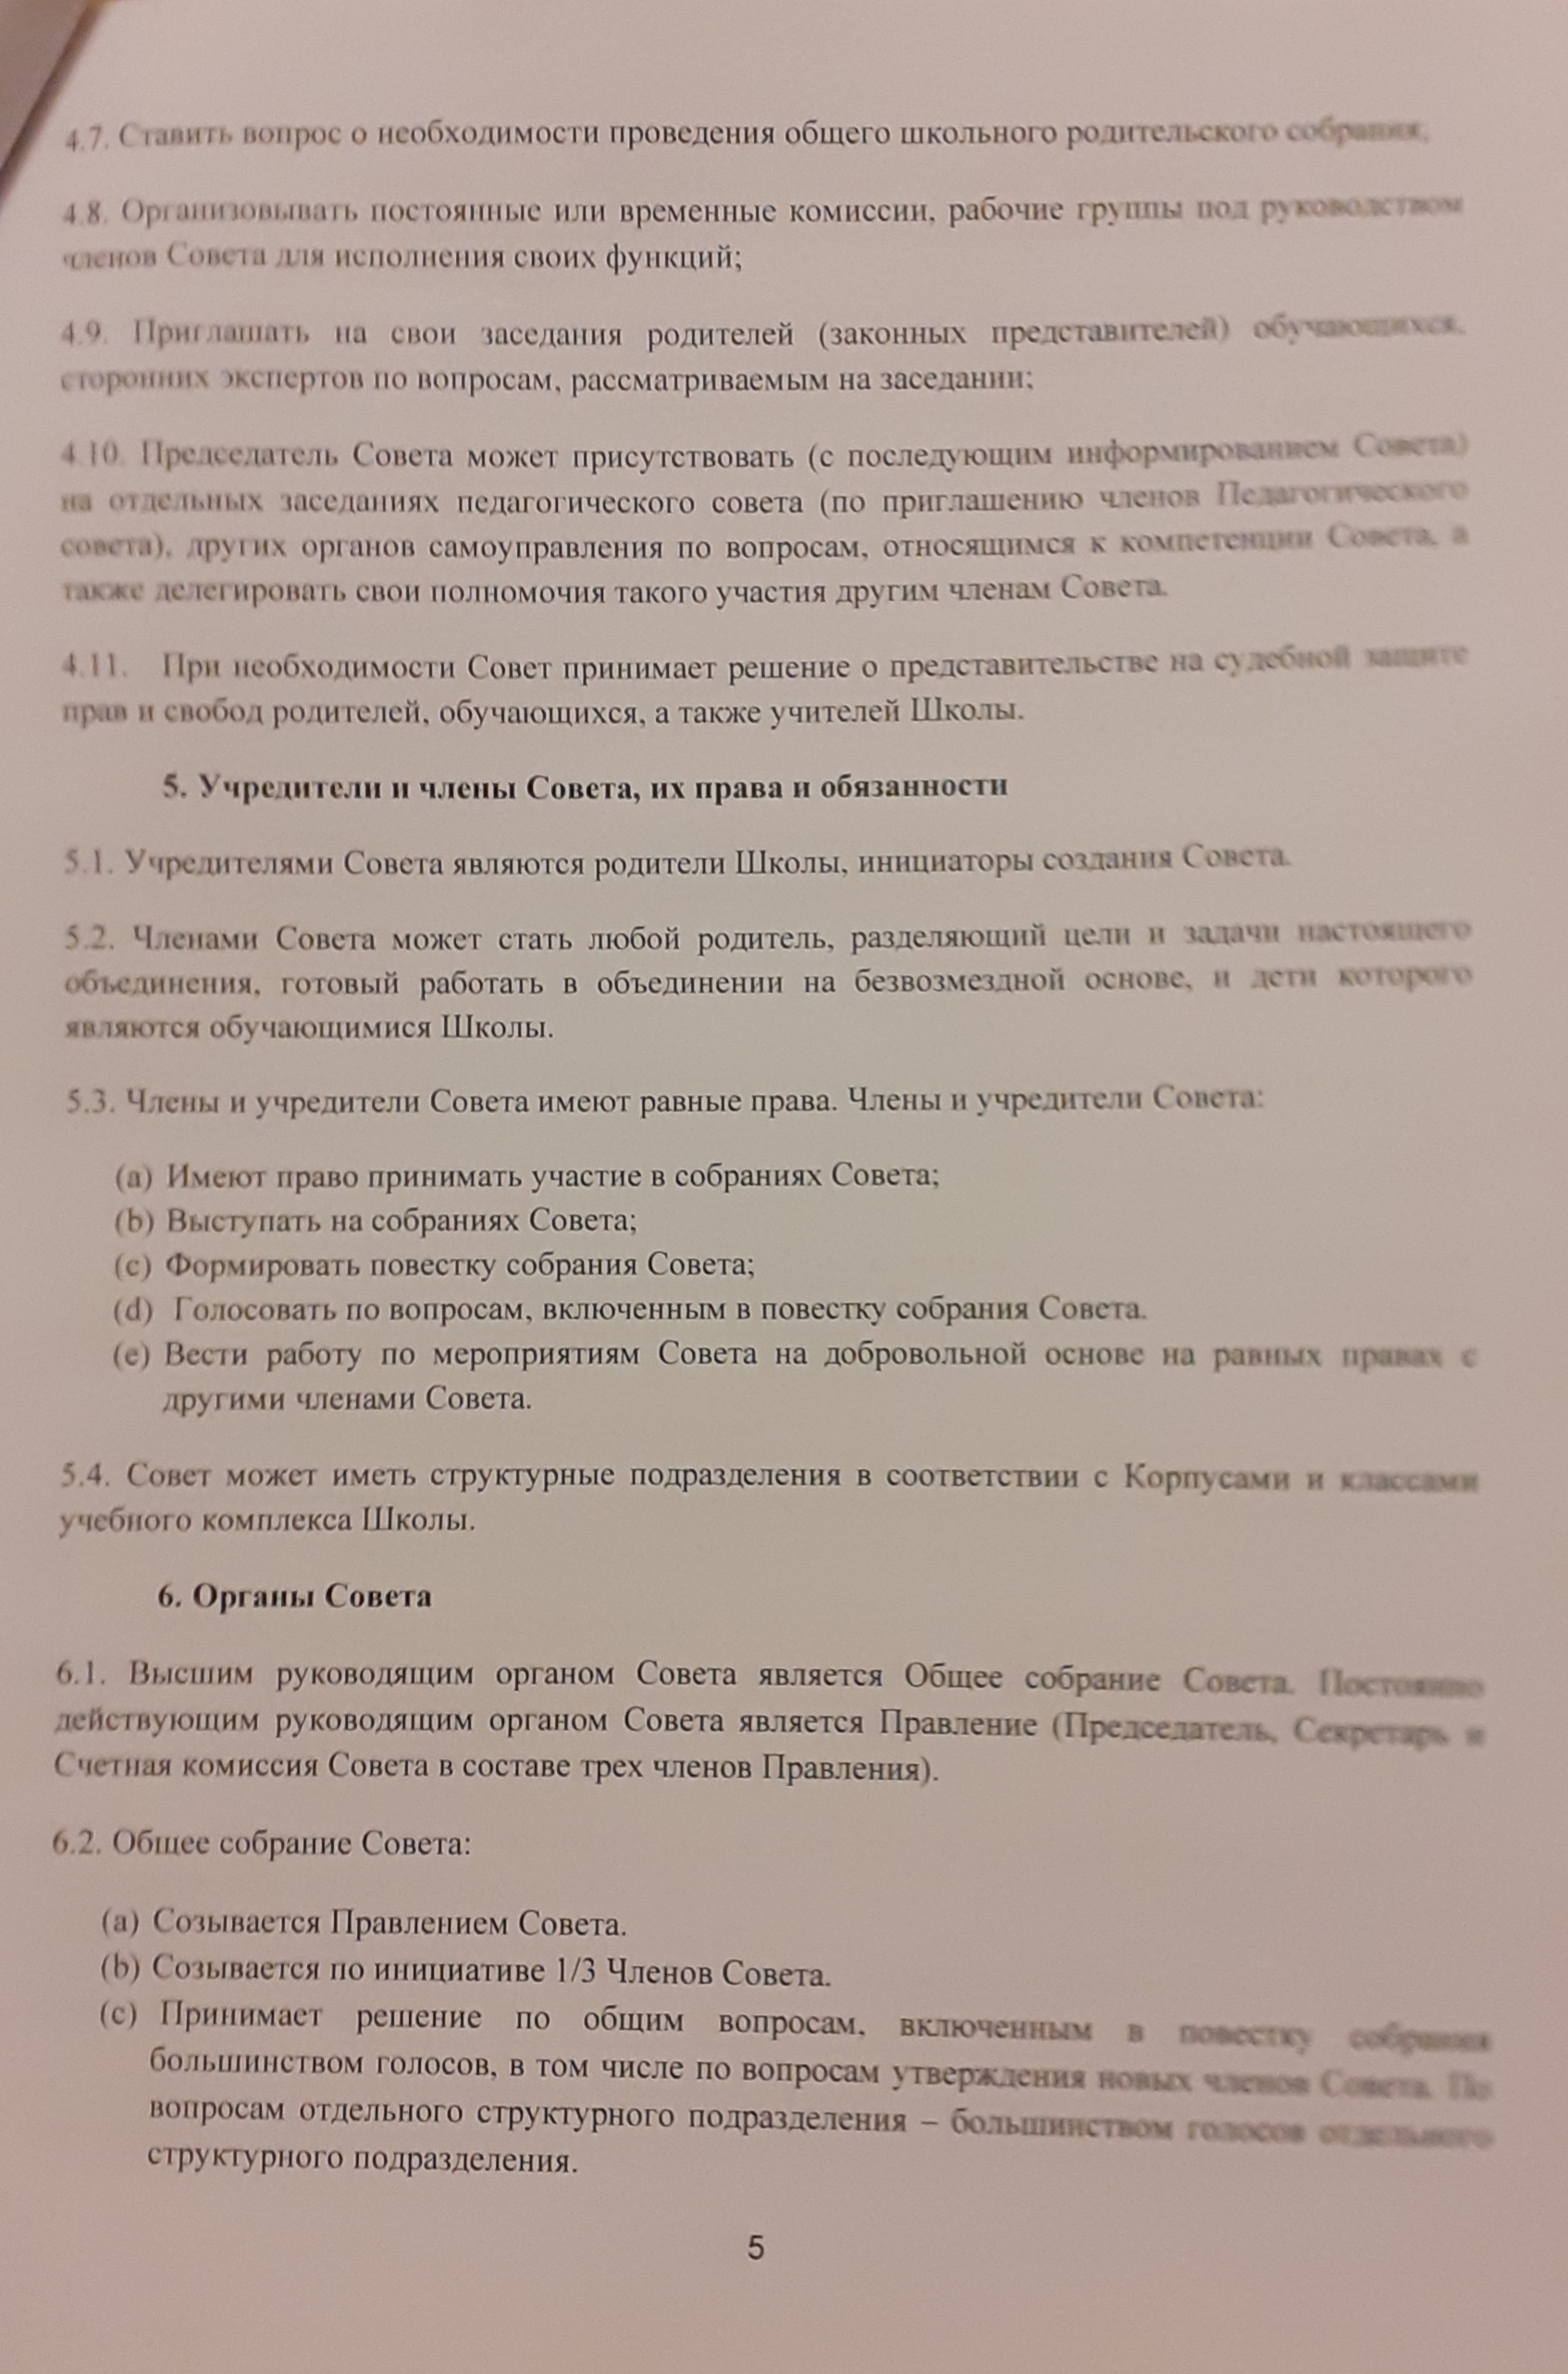 4.7. Ставить вопрос о необходимости проведения общего школьного родительского собрания;
4.8. Организовывать постоянные или временные комиссии, рабочие группы под руководством
членов Совета для исполнения своих функций;
4.9. Приглашать на свои заседания родителей (законных представителей) обучающихся,
сторонних экспертов по вопросам, рассматриваемым на заседании;
4.10. Председатель Совета может присутствовать (с последующим информированием Совета)
на отдельных заседаниях педагогического совета (по приглашению членов Педагогического
совета), других органов самоуправления по вопросам, относящимся к компетенции Совета, а
также делегировать свои полномочия такого участия другим членам Совета.
4.11. При необходимости Совет принимает решение о представительстве на судебной защите
прав и свобод родителей, обучающихся, а также учителей Школы.
5. Учредители и члены Совета, их права и обязанности
5.1. Учредителями Совета являются родители Школы, инициаторы создания Совета.
5.2. Членами Совета может стать любой родитель, разделяющий цели и задачи настоящего
объединения, готовый работать в объединении на безвозмездной основе, и дети которого
являются обучающимися Школы.
5.3. Члены и учредители Совета имеют равные права. Члены и учредители Совета:
(a) Имеют право принимать участие в собраниях Совета;
(b) Выступать на собраниях Совета;
(c) Формировать повестку собрания Совета;
(d) Голосовать по вопросам, включенным в повестку собрания Совета.
(e) Вести работу по мероприятиям Совета на добровольной основе на равных правах с
другими членами Совета.
5.4. Совет может иметь структурные подразделения в соответствии с Корпусами и классами
учебного комплекса Школы.
6. Органы Совета
6.1. Высшим руководящим органом Совета является Общее собрание Совета. Постоянно
действующим руководящим органом Совета является Правление (Председатель, Секретарь и
Счетная комиссия Совета в составе трех членов Правления).
6.2. Общее собрание Совета:
(a) Созывается Правлением Совета.
(b) Созывается по инициативе 1/3 Членов Совета.
(c) Принимает решение по общим вопросам, включенным в повестку собрания
большинством голосов, в том числе по вопросам утверждения новых членов Совета. По
вопросам отдельного структурного подразделения – большинством голосов отдельного
структурного подразделения.
5